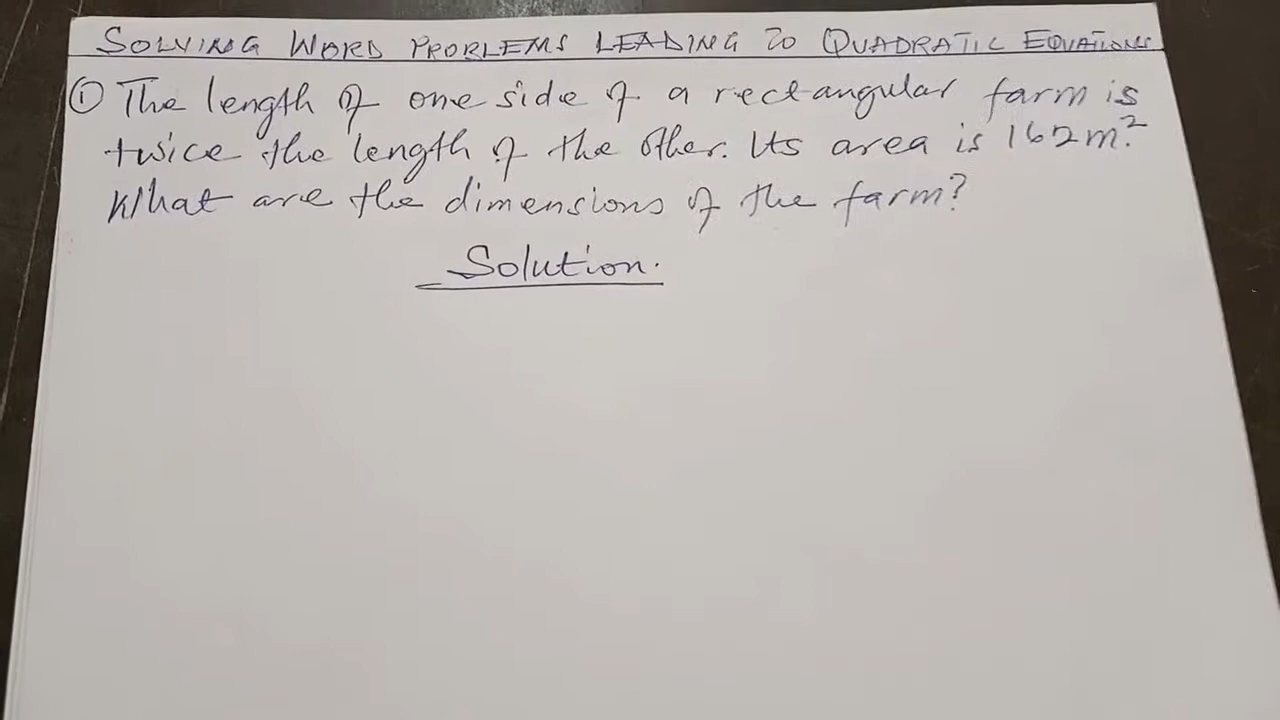 SOLVING WORD PROBLEMS LEADING TO QUADRATIC EQUATIONS
① The length of one side of a rectangular farm is
twice the length of the other. Its area is 162m².
What are the dimensions of the farm?
Solution.